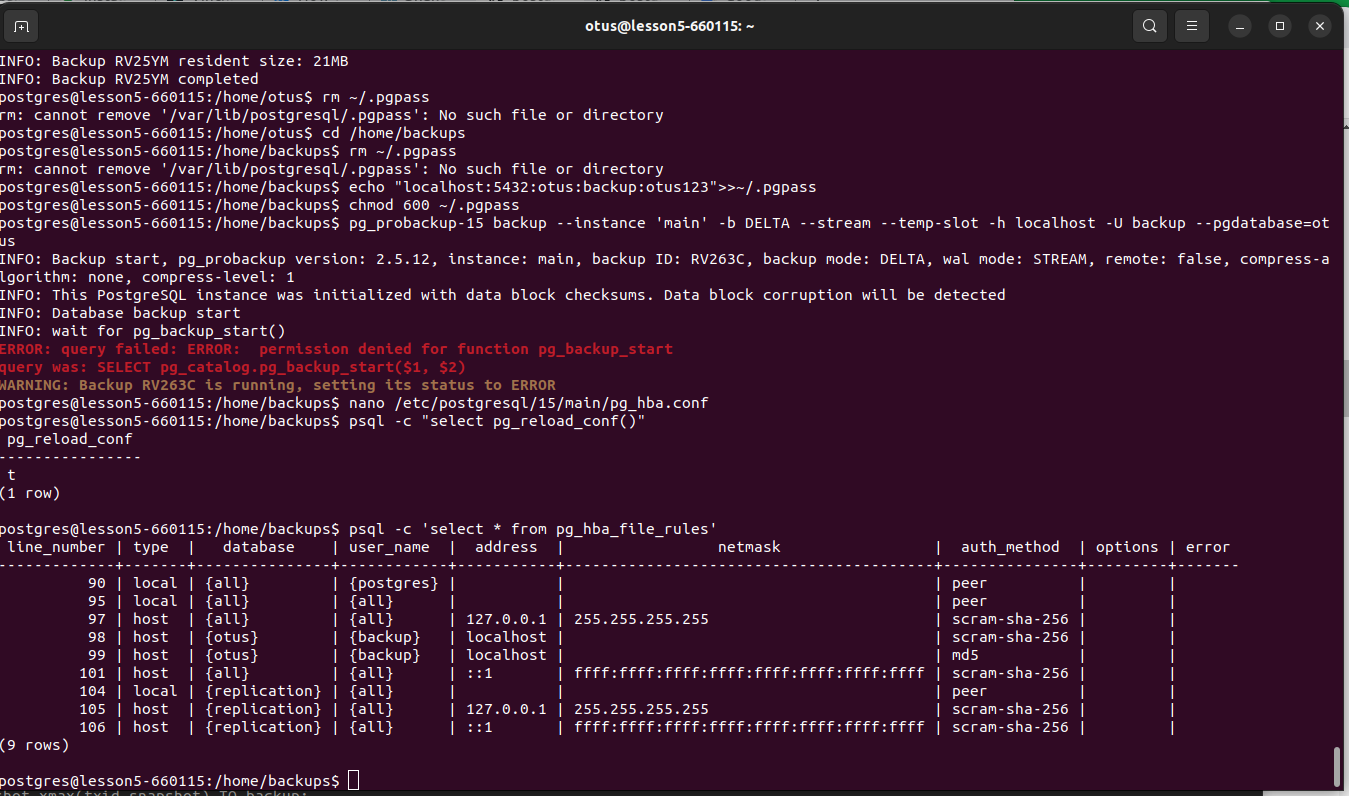 otus@lesson5-660115: ~
INFO: Backup RV25YM resident size: 21MB
INFO: Backup RV25YM completed
postgres@lesson5-660115:/home/otus$ rm ~/.pgpass
rm: cannot remove '/var/lib/postgresql/.pgpass': No such file or directory
postgres@lesson5-660115:/home/otus$ cd /home/backups
postgres@lesson5-660115:/home/backups$ rm ~/.pgpass
rm: cannot remove '/var/lib/postgresql/.pgpass': No such file or directory
postgres@lesson5-660115:/home/backups$ echo "localhost:5432:otus:backup:otus123">>~/.pgpass
postgres@lesson5-660115:/home/backups$ chmod 600 ~/.pgpass
postgres@lesson5-660115:/home/backups$ pg_probackup-15 backup --instance 'main' -b DELTA --stream --temp-slot -h localhost -U backup --pgdatabase=ot
us
INFO: Backup start, pg_probackup version: 2.5.12, instance: main, backup ID: RV263C, backup mode: DELTA, wal mode: STREAM, remote: false, compress-a
lgorithm: none, compress-level: 1
INFO: This PostgreSQL instance was initialized with data block checksums. Data block corruption will be detected
INFO: Database backup start
INFO: wait for pg_backup_start()
ERROR: query failed: ERROR:  permission denied for function pg_backup_start
query was: SELECT pg_catalog.pg_backup_start($1, $2)
WARNING: Backup RV263C is running, setting its status to ERROR
postgres@lesson5-660115:/home/backups$ nano /etc/postgresql/15/main/pg_hba.conf
postgres@lesson5-660115:/home/backups$ psql -c "select pg_reload_conf()"
 pg_reload_conf
----------------
 t
(1 row)
postgres@lesson5-660115:/home/backups$ psql -c 'select * from pg_hba_file_rules'
 line_number | type  |   database    | user_name  |  address  |                 netmask                 |  auth_method  | options | error
-------------+-------+---------------+------------+-----------+-----------------------------------------+---------------+---------+-------
          90 | local | {all}         | {postgres} |           |                                         | peer          |         |
          95 | local | {all}         | {all}      |           |                                         | peer          |         |
          97 | host  | {all}         | {all}      | 127.0.0.1 | 255.255.255.255                         | scram-sha-256 |         |
          98 | host  | {otus}        | {backup}   | localhost |                                         | scram-sha-256 |         |
          99 | host  | {otus}        | {backup}   | localhost |                                         | md5           |         |
         101 | host  | {all}         | {all}      | ::1       | ffff:ffff:ffff:ffff:ffff:ffff:ffff:ffff | scram-sha-256 |         |
         104 | local | {replication} | {all}      |           |                                         | peer          |         |
         105 | host  | {replication} | {all}      | 127.0.0.1 | 255.255.255.255                         | scram-sha-256 |         |
         106 | host  | {replication} | {all}      | ::1       | ffff:ffff:ffff:ffff:ffff:ffff:ffff:ffff | scram-sha-256 |         |
(9 rows)
postgres@lesson5-660115:/home/backups$